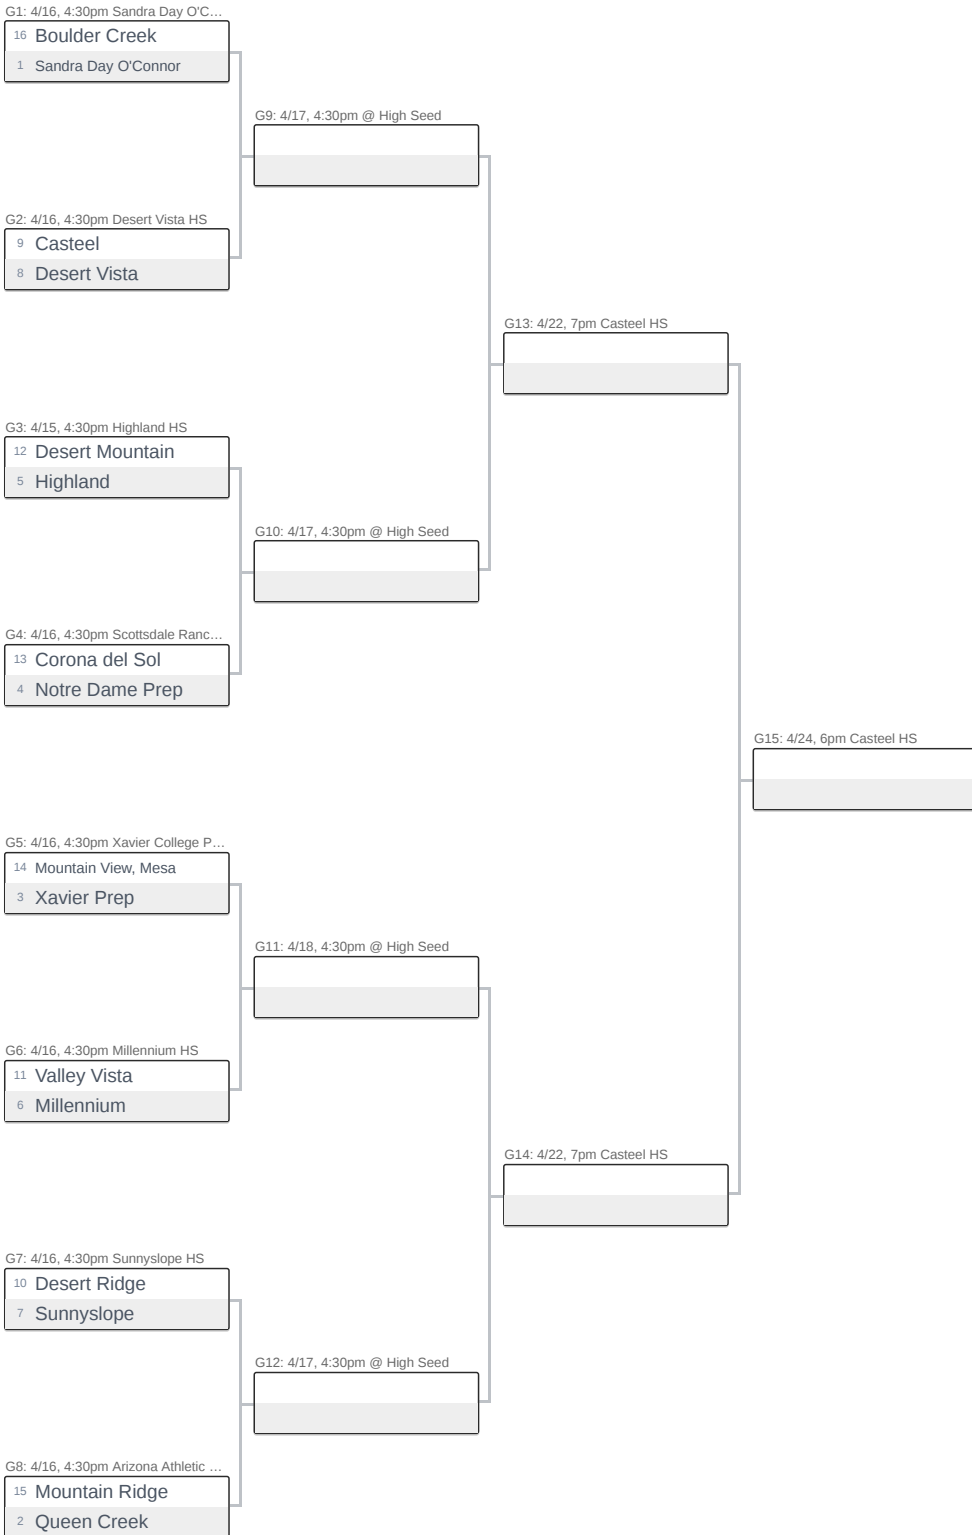 G1: 4/16, 4:30pm Sandra Day O'C...
16 Boulder Creek
1 Sandra Day O'Connor
G9: 4/17, 4:30pm @ High Seed
G2: 4/16, 4:30pm Desert Vista HS
9 Casteel
8 Desert Vista
G13: 4/22, 7pm Casteel HS
G3: 4/15, 4:30pm Highland HS
12 Desert Mountain
5 Highland
G10: 4/17, 4:30pm @ High Seed
G4: 4/16, 4:30pm Scottsdale Ranc...
13 Corona del Sol
4 Notre Dame Prep
G15: 4/24, 6pm Casteel HS
G5: 4/16, 4:30pm Xavier College P...
14 Mountain View, Mesa
3 Xavier Prep
G11: 4/18, 4:30pm @ High Seed
G6: 4/16, 4:30pm Millennium HS
11 Valley Vista
6 Millennium
G14: 4/22, 7pm Casteel HS
G7: 4/16, 4:30pm Sunnyslope HS
10 Desert Ridge
7 Sunnyslope
G12: 4/17, 4:30pm @ High Seed
G8: 4/16, 4:30pm Arizona Athletic ...
15 Mountain Ridge
2 Queen Creek